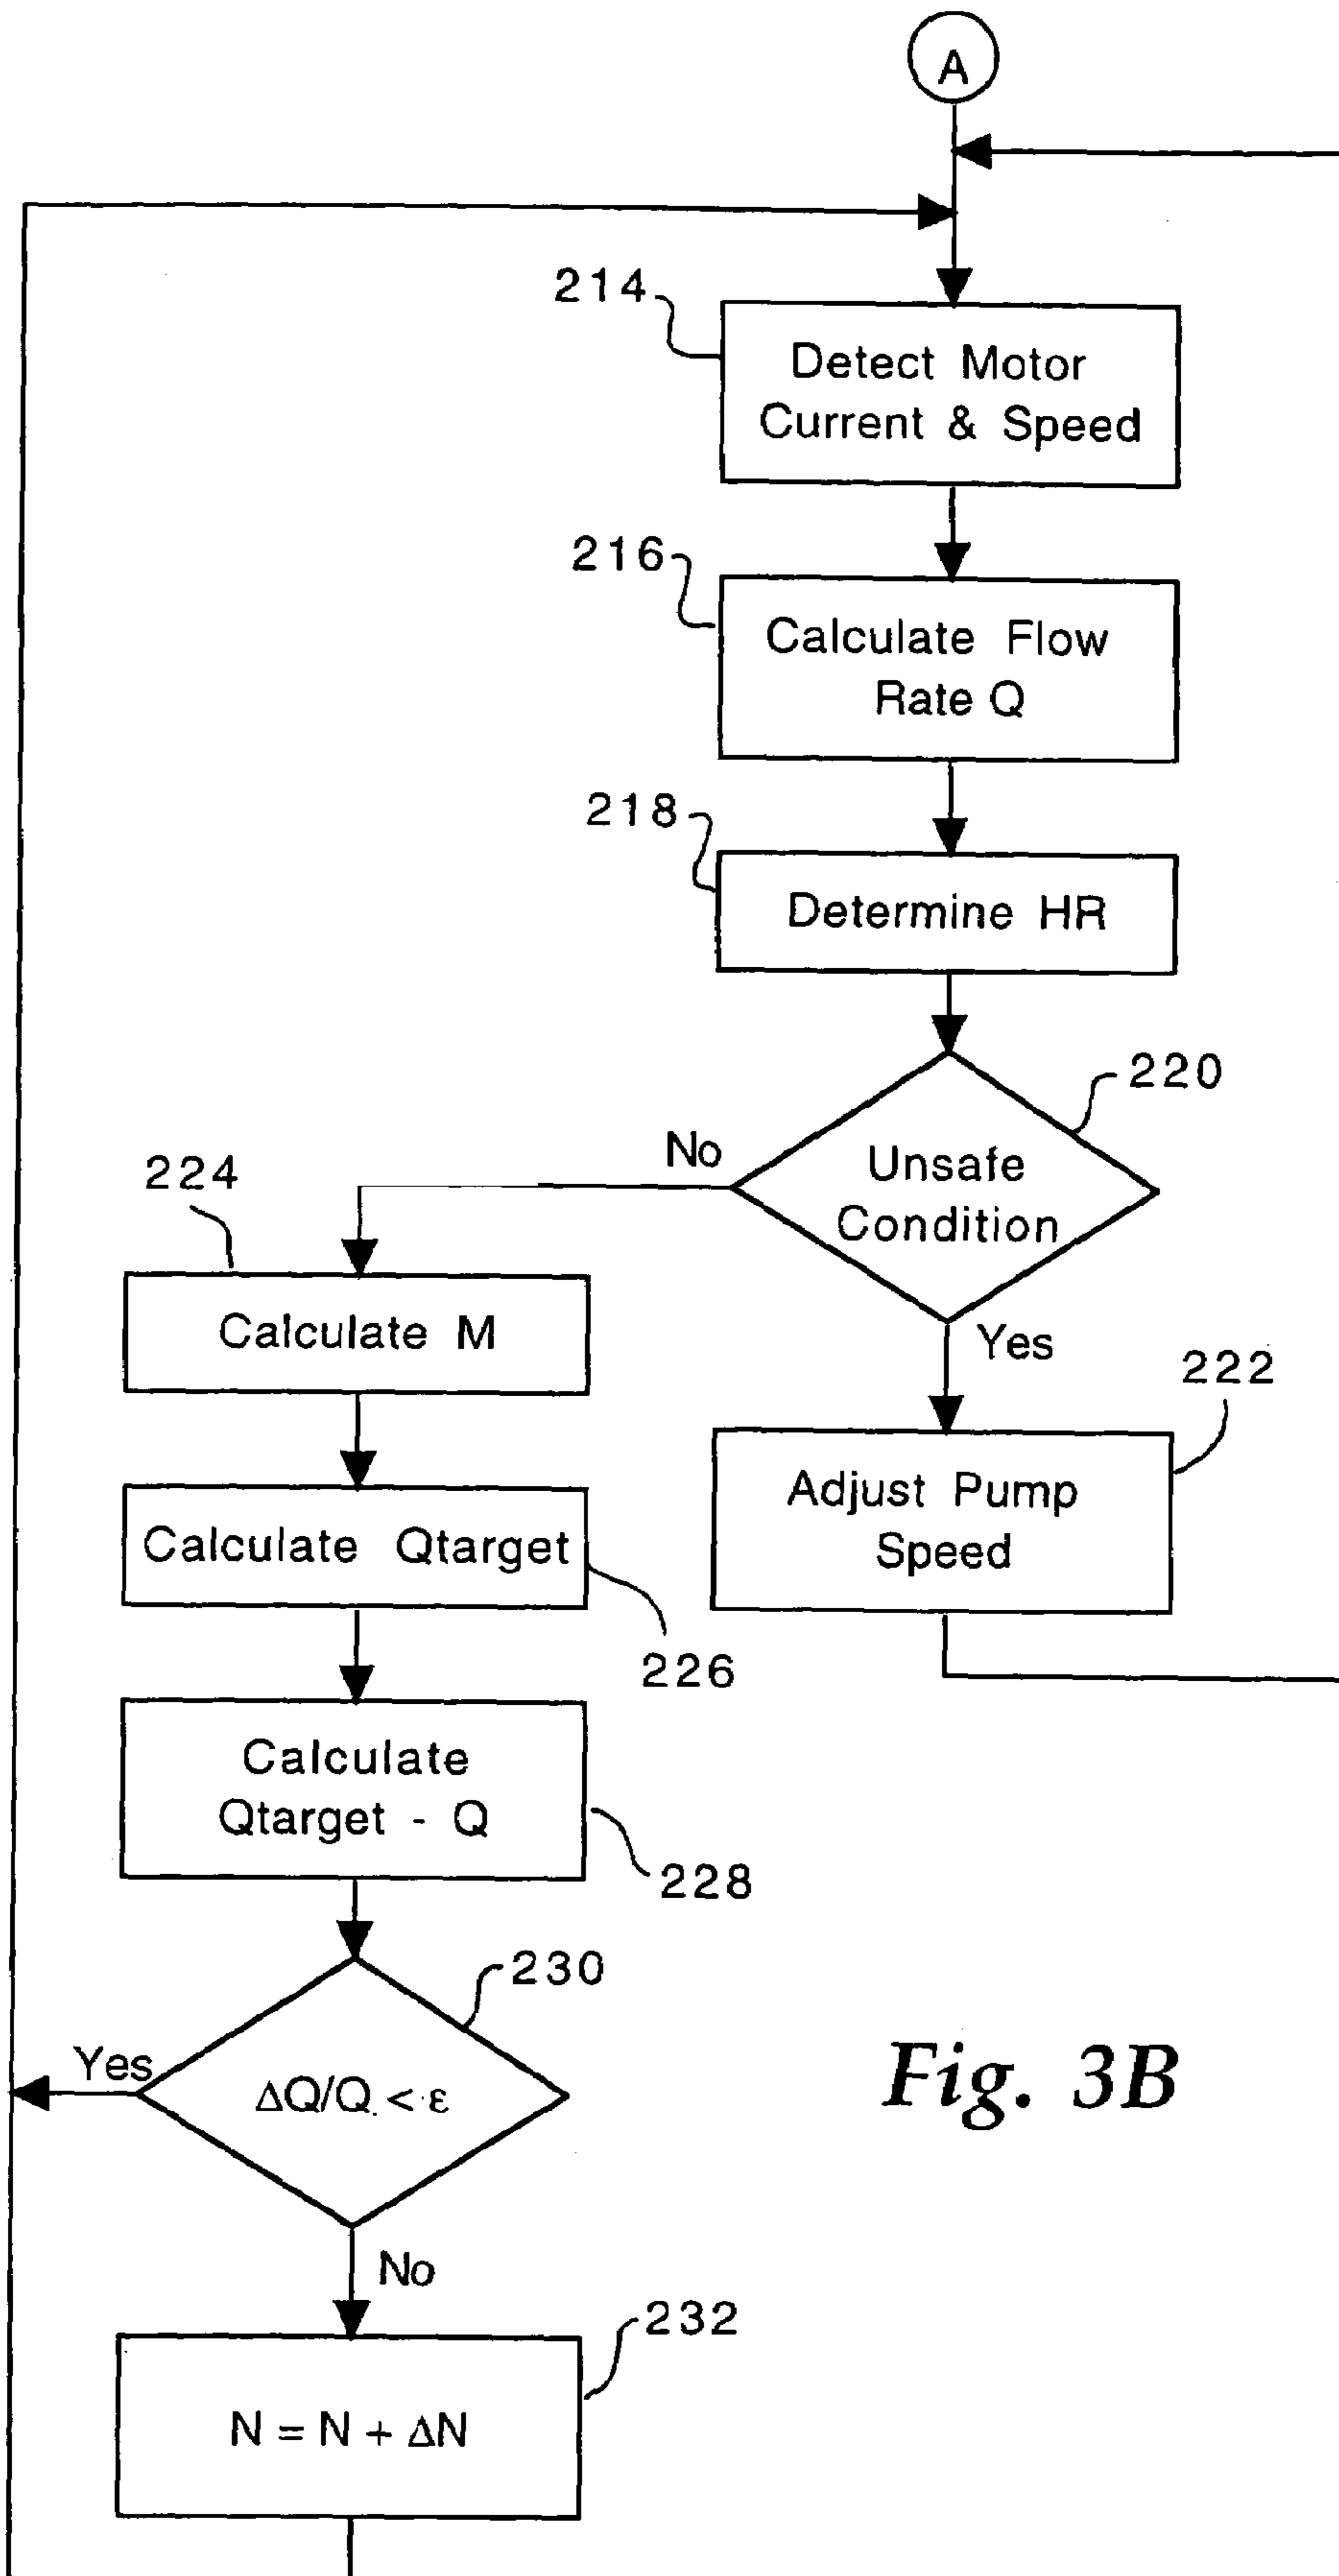 A
214
Detect Motor
Current & Speed
216
Calculate Flow
Rate Q
218
Determine HR
220
Unsafe
Condition
No
Yes
224
Calculate M
222
Adjust Pump
Speed
Calculate Qtarget
226
Calculate
Qtarget - Q
228
230
Yes
ΔQ/Q < ε
No
232
N = N + ΔN
Fig. 3B